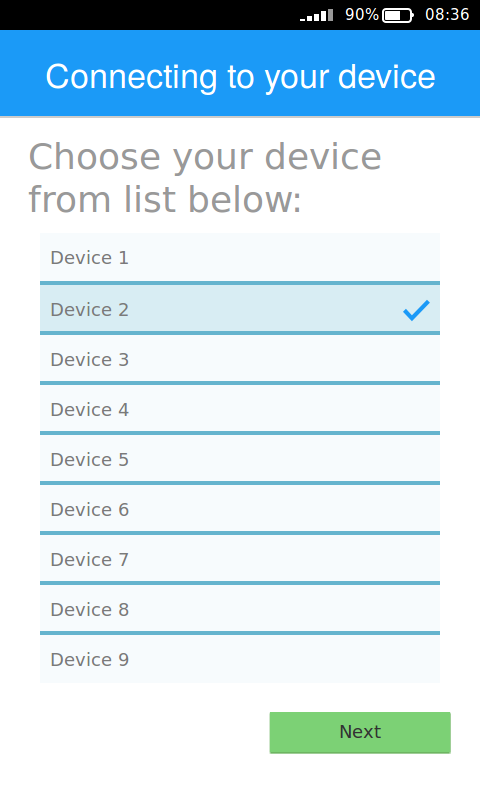 90% 08:36
Connecting to your device
Choose your device
from list below:
Device 1
Device 2
Device 3
Device 4
Device 5
Device 6
Device 7
Device 8
Device 9
Next